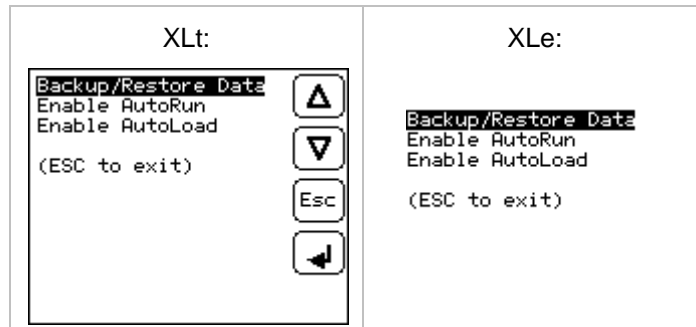 XLt:
Backup/Restore Data
Enable AutoRun
Enable AutoLoad
(ESC to exit)
Esc
XLe:
Backup/Restore Data
Enable AutoRun
Enable AutoLoad
(ESC to exit)